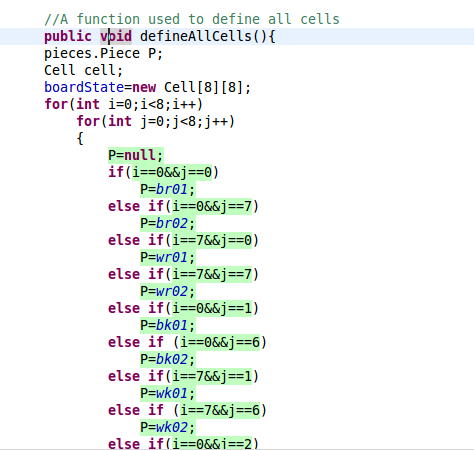 //A function used to define all cells
public void defineAllCells(){
pieces.Piece P;
Cell cell;
boardState=new Cell[8][8];
for(int i=0;i<8;i++)
for(int j=0;j<8;j++)
{
P=null;
if(i==0&&j==0)
P=br01;
else if(i==0&&j==7)
P=br02;
else if(i==7&&j==0)
P=wr01;
else if(i==7&&j==7)
P=wr02;
else if(i==0&&j==1)
P=bk01;
else if (i==0&&j==6)
P=bk02;
else if(i==7&&j==1)
P=wk01;
else if (i==7&&j==6)
P=wk02;
else if(i==0&&j==2)